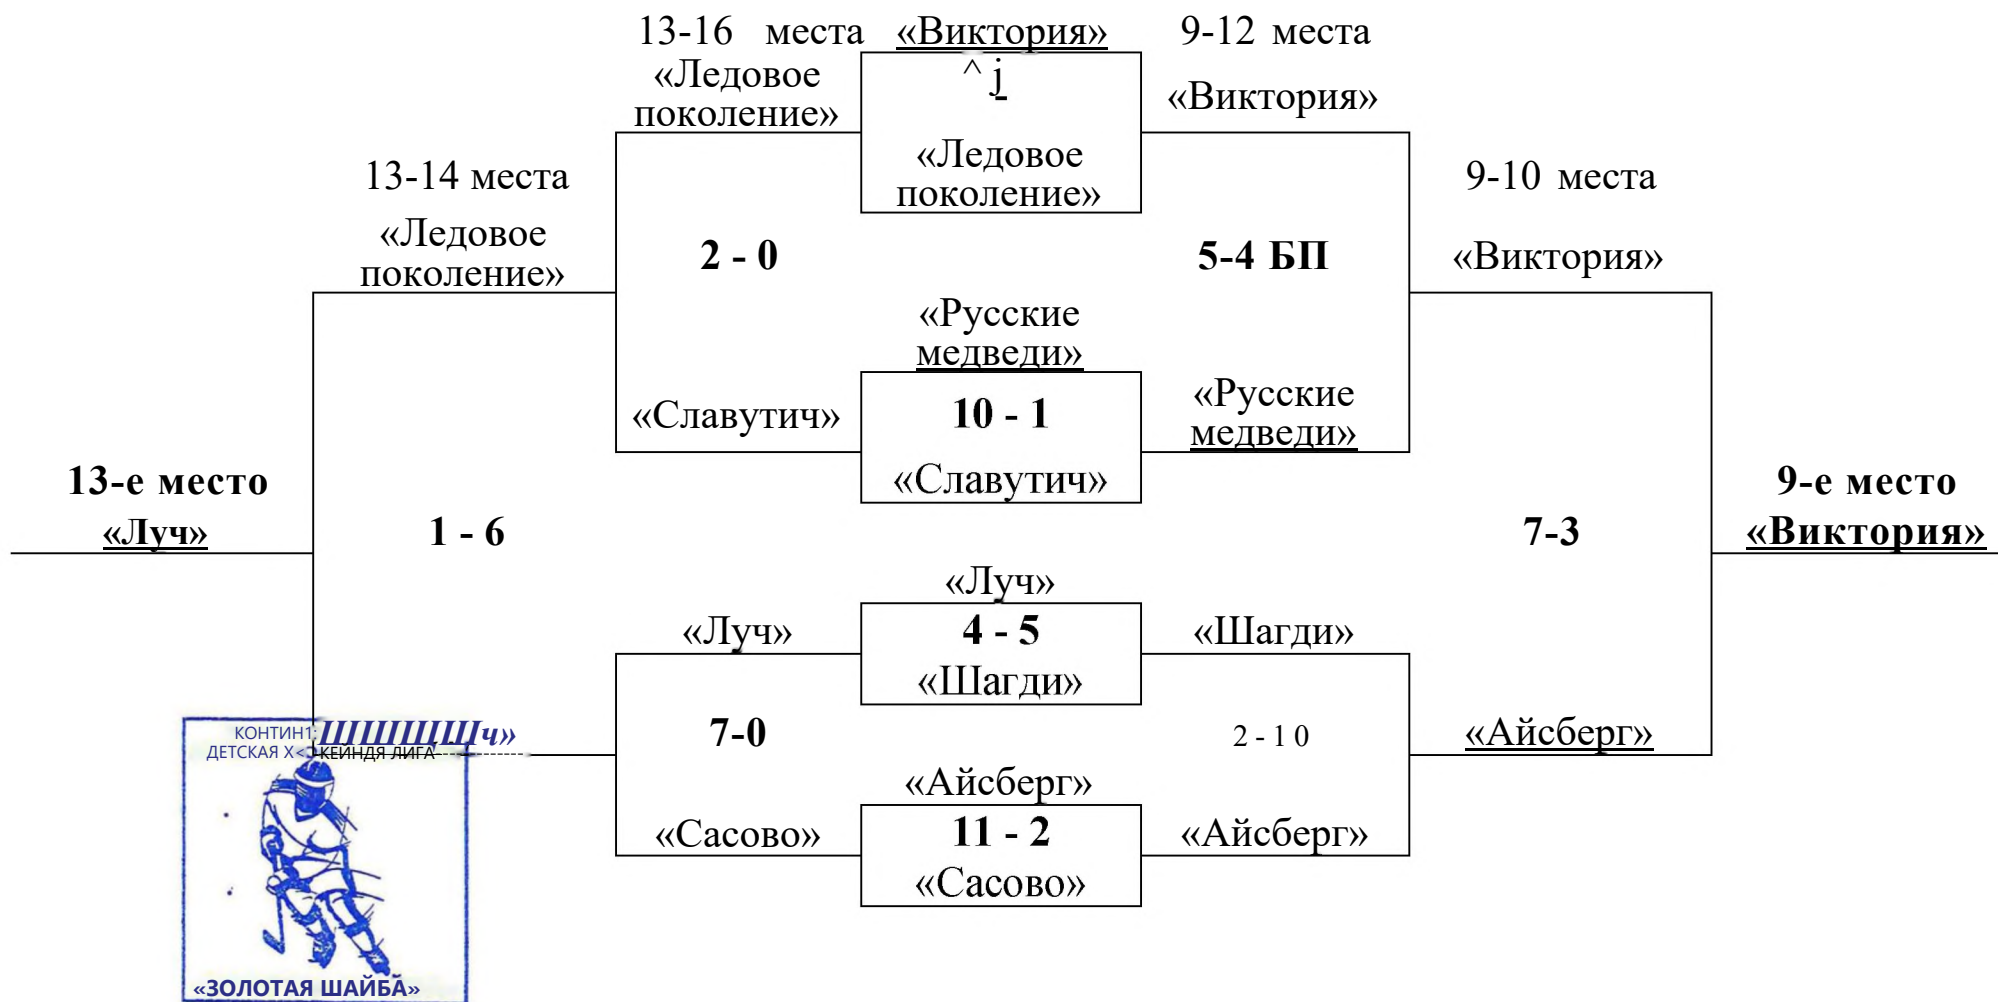 13-16 места
«Виктория»
9-12 места
«Ледовое
поколение»
^ j
«Виктория»
«Ледовое
поколение»
13-14 места
9-10 места
«Ледовое
поколение»
2 - 0
5-4 БП
«Виктория»
«Русские
медведи»
«Славутич»
10 - 1
«Русские
медведи»
«Славутич»
13-е место
«Луч»
9-е место
«Виктория»
1 - 6
7-3
«Луч»
«Луч»
4 - 5
«Шагди»
«Шагди»
7-0
2 - 1 0
«Айсберг»
«Айсберг»
«Сасово»
11 - 2
«Айсберг»
«Сасово»
КОНТИН1;ШШЩЩч»
ДЕТСКАЯ Х КЕЙНДЯ ЛИГА
«ЗОЛОТАЯ ШАЙБА»